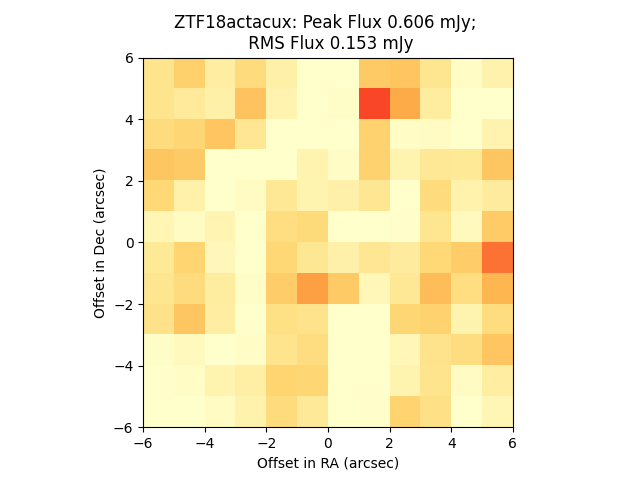 ZTF18actacux: Peak Flux 0.606 mJy;
RMS Flux 0.153 mJy
6
4
2
0
−2
−4
−6
Offset in Dec (arcsec)
−6 −4 −2 0 2 4 6
Offset in RA (arcsec)